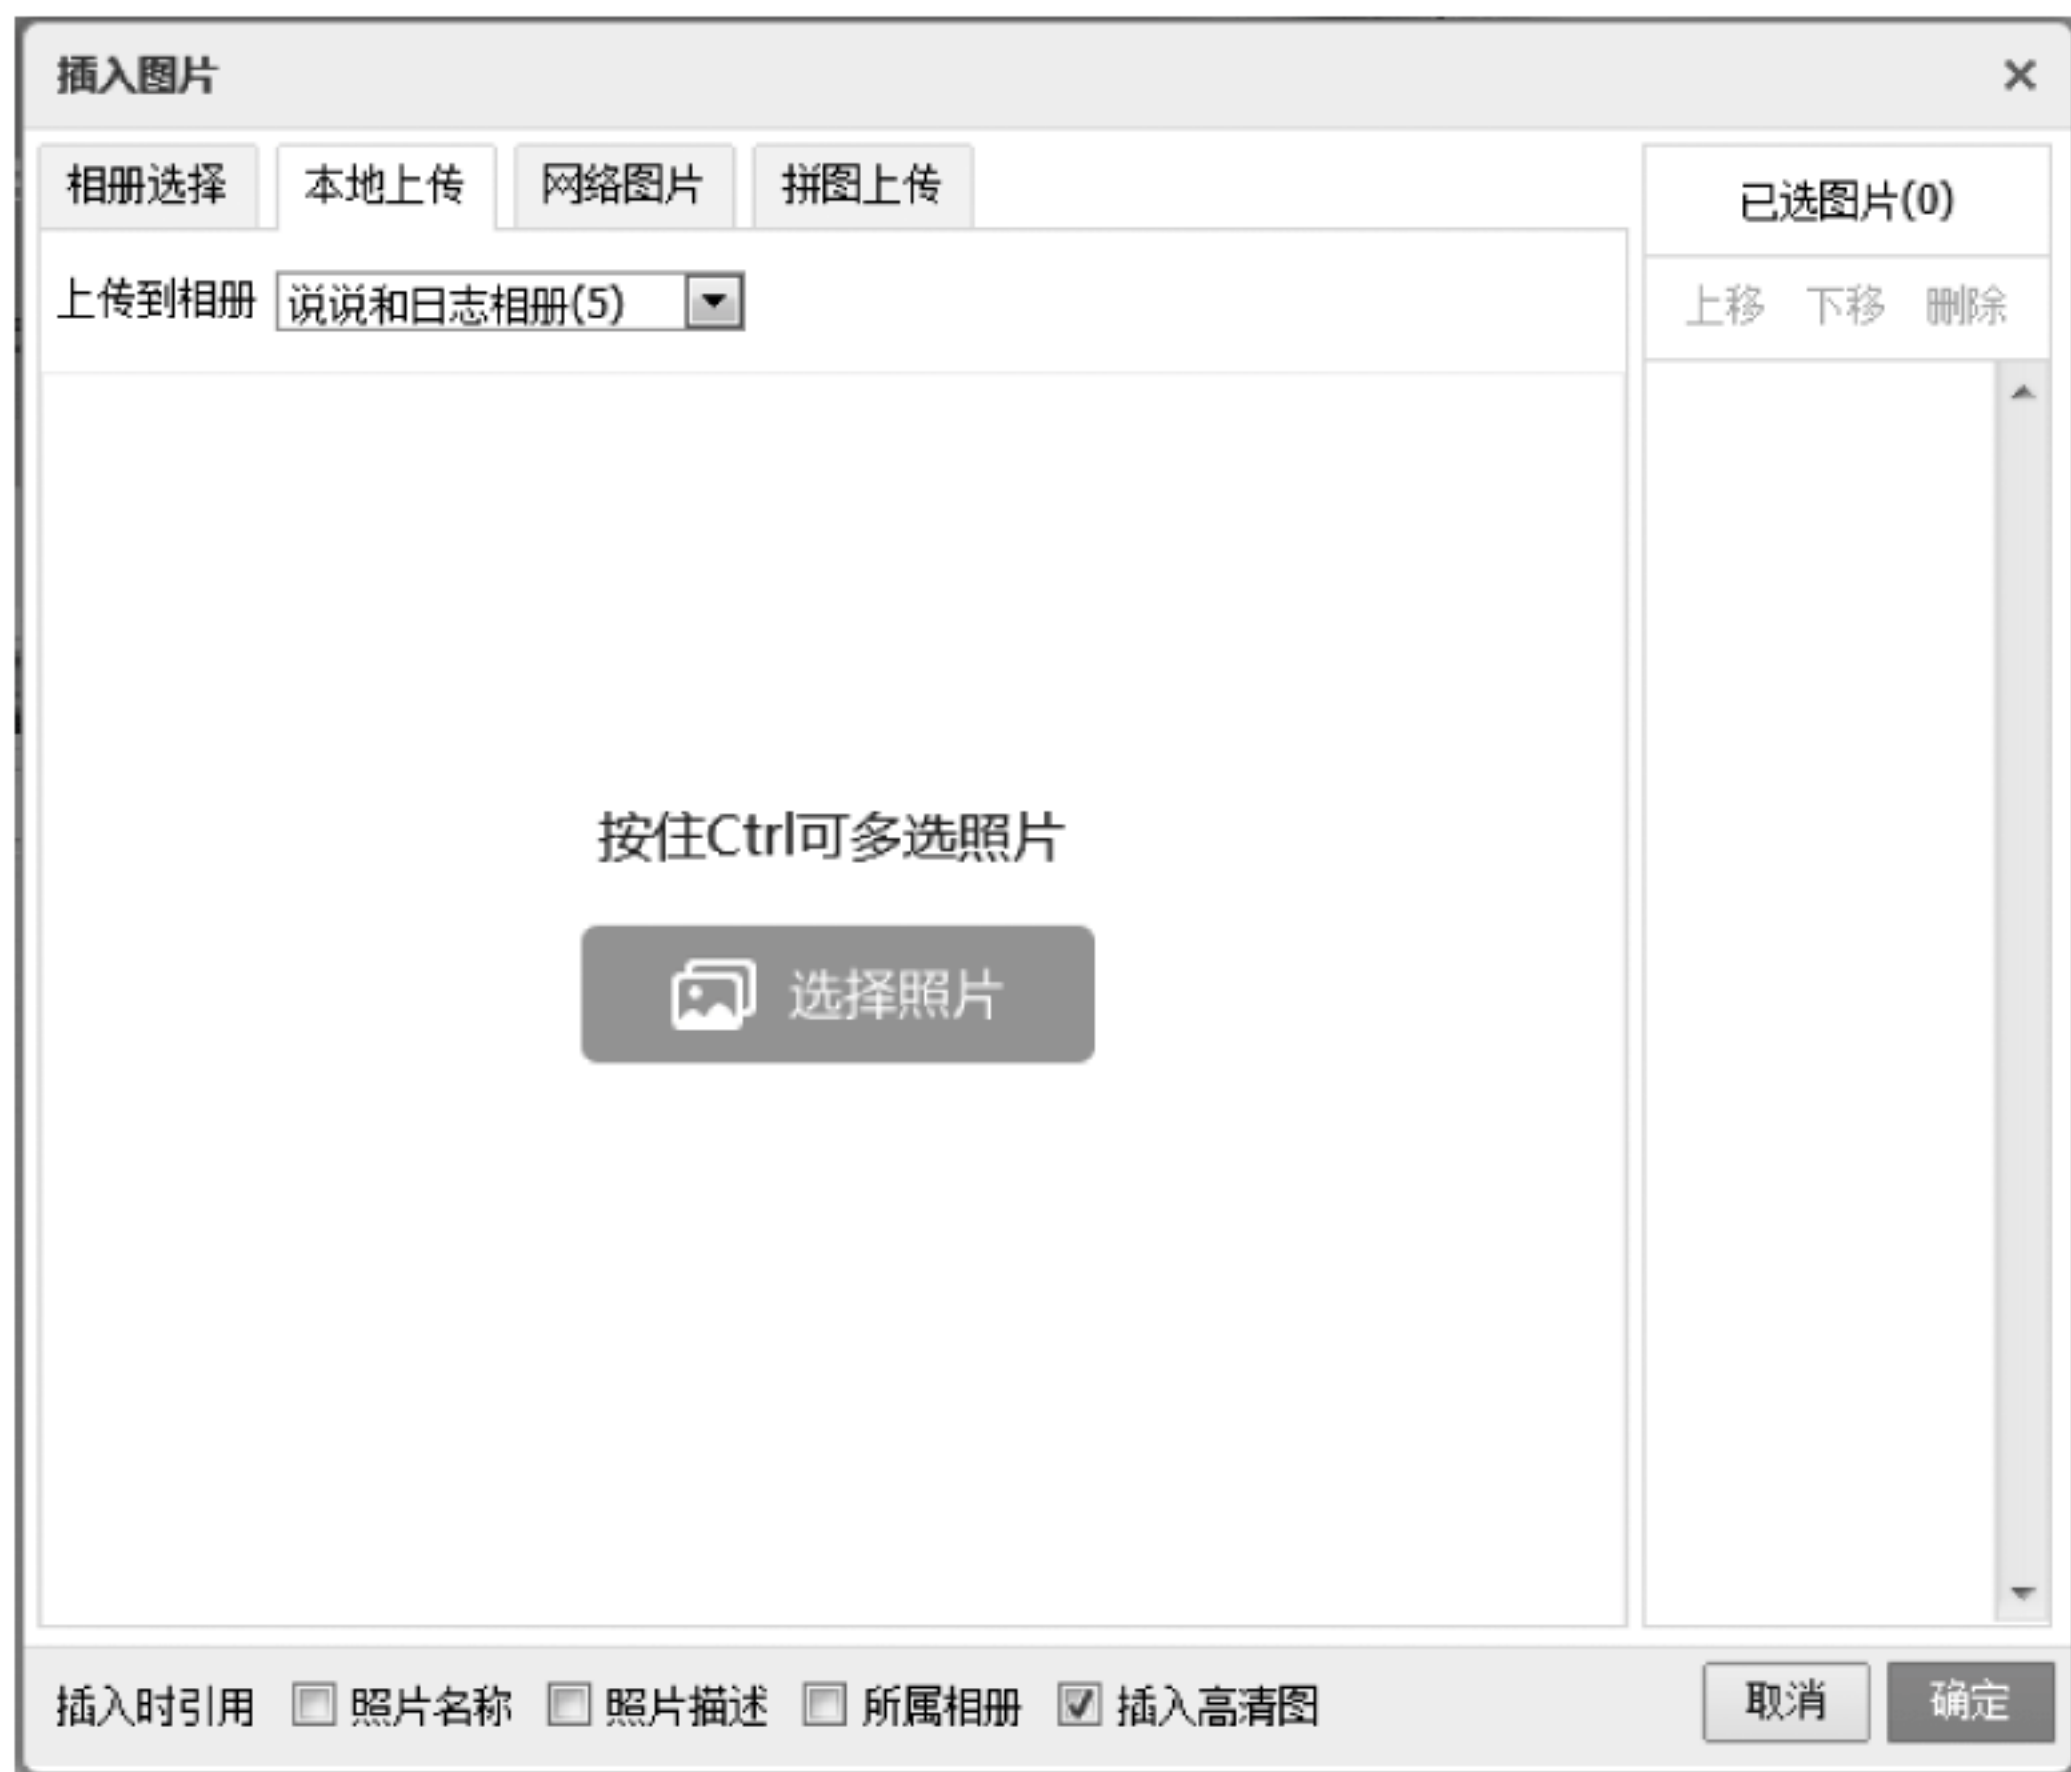 插入图片
相册选择 本地上传 网络图片 拼图上传
已选图片(0)
上传到相册 说说和日志相册(5)
上移 下移 删除
按住Ctrl可多选照片
选择照片
插入时引用 照片名称 照片描述 所属相册 插入高清图
取消 确定